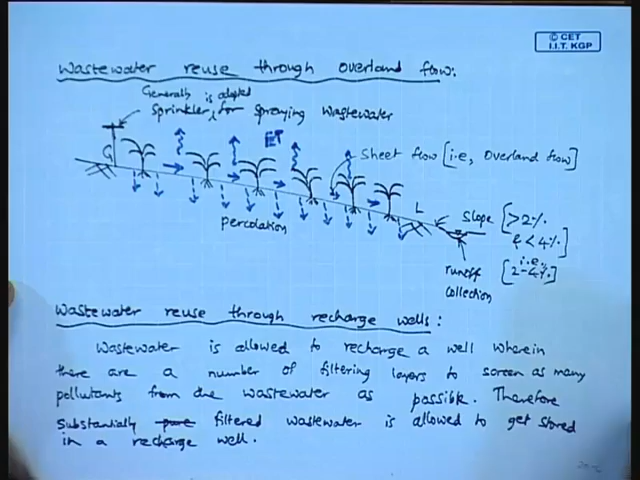 © CET
I.I.T. KGP
Wastewater reuse through overland flow:
Generally is adopted
Sprinkler, for spraying wastewater
ET
G
Sheet flow [i.e, Overland flow]
L
Slope [>2%.
& <4%.]
i.e.
[2-4%.]
percolation
runoff
collection
Wastewater reuse through recharge wells:
Wastewater is allowed to recharge a well wherein
there are a number of filtering layers to screen as many
pollutants from the wastewater as possible. Therefore
substantially pure filtered wastewater is allowed to get stored
in a recharge well.